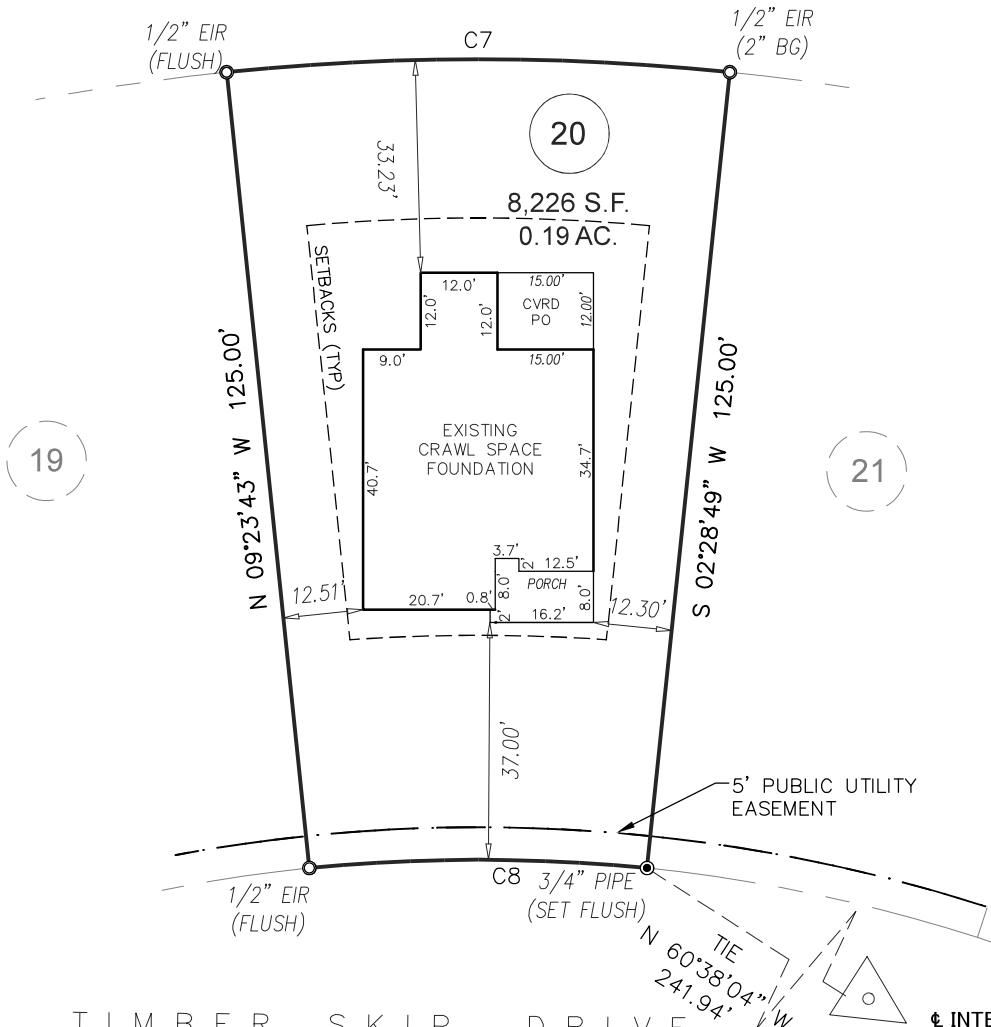 1/2" EIR
(FLUSH)
C7
1/2" EIR
(2" BG)
33.23'
20
8,226 S.F.
0.19 AC.
SETBACKS (TYP)
12.0'
12.0'
12.0'
15.00'
CVRD
PO
12.00'
9.0'
15.00'
N 09°23'43" W 125.00'
S 02°28'49" W 125.00'
19
21
EXISTING
CRAWL SPACE
FOUNDATION
40.7'
34.7'
3.7'
2'
12.5'
PORCH
8.0'
8.0'
12.51'
20.7'
0.8'
2'
16.2'
12.30'
37.00'
5' PUBLIC UTILITY
EASEMENT
1/2" EIR
(FLUSH)
C8
3/4" PIPE
(SET FLUSH)
TIE
N 60°38'04" W
241.94'
TIMBER SKIP DRIVE
℄ INTE